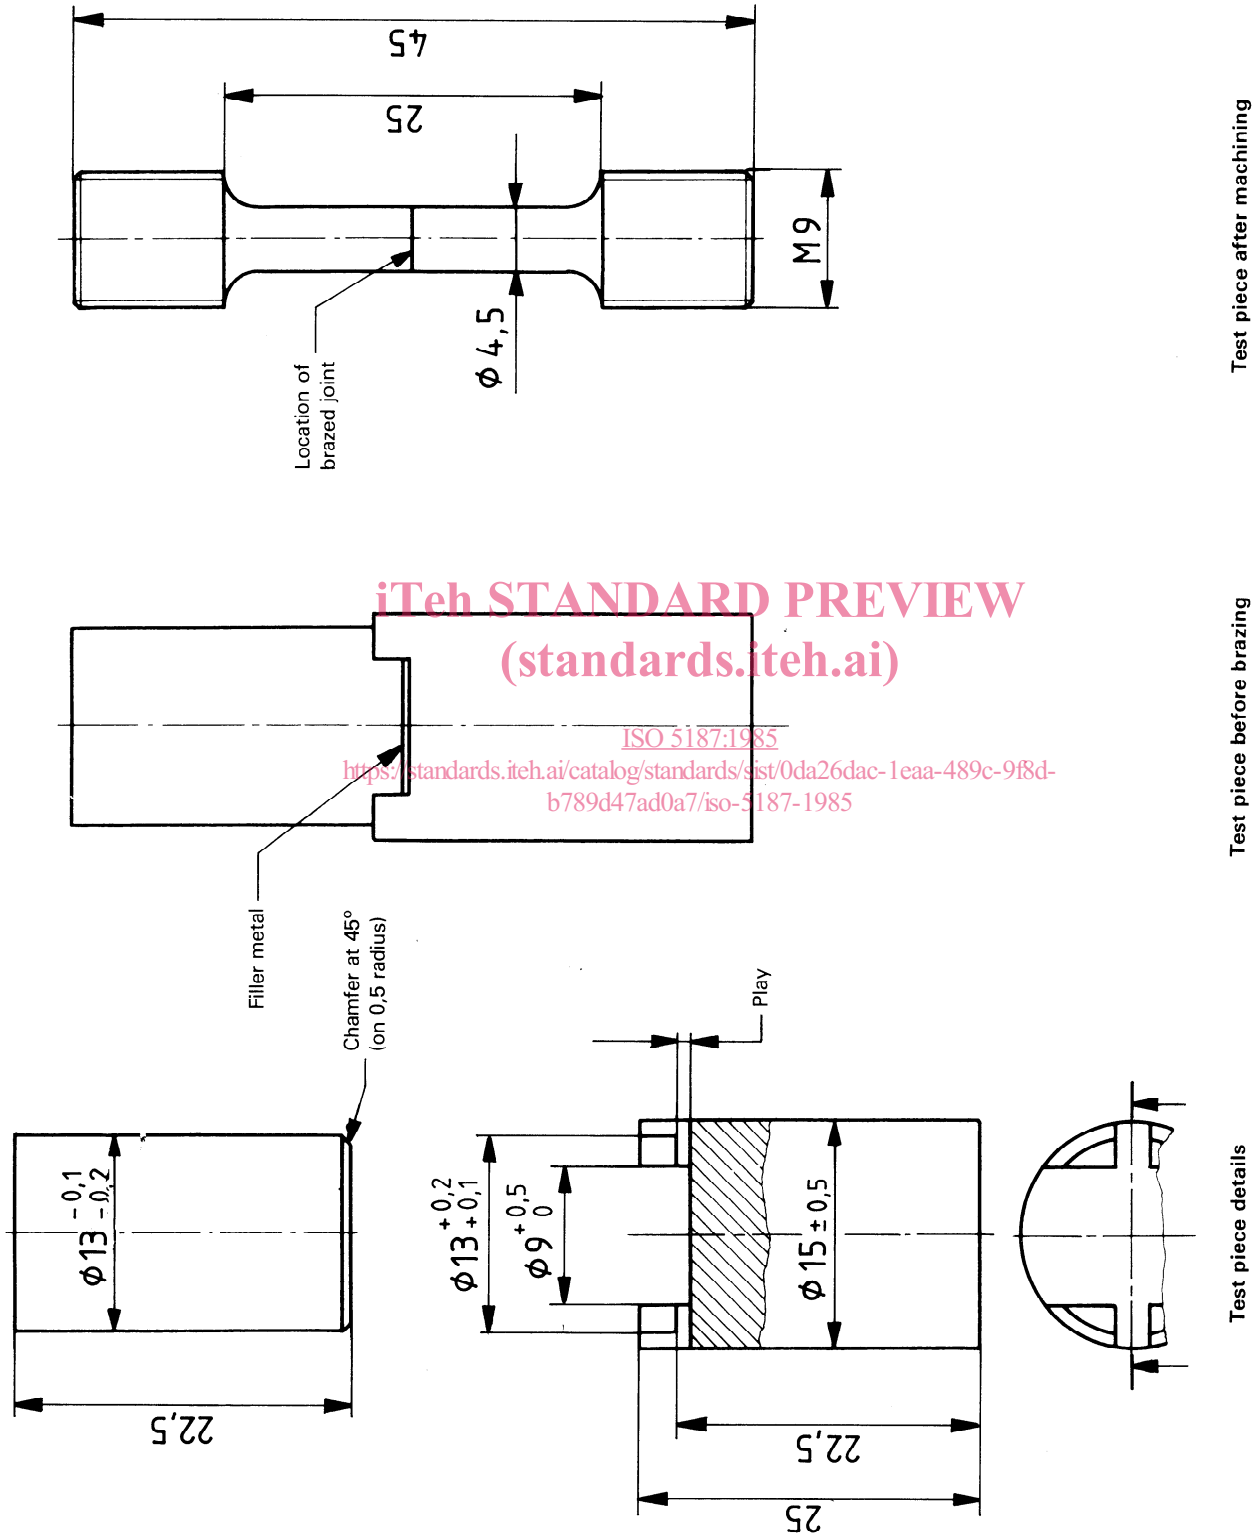 45
25
M9
Φ 4,5
Location of
brazed joint
Test piece after machining
iTeh STANDARD PREVIEW
(standards.iteh.ai)
ISO 5187:1985
https://standards.iteh.ai/catalog/standards/sist/0da26dac-1eaa-489c-9f8d-
b789d47ad0a7/iso-5187-1985
Filler metal
Test piece before brazing
Chamfer at 45°
(on 0,5 radius)
Φ13 −0,1
−0,2
22,5
Play
Φ13 +0,2
+0,1
Φ9 +0,5
0
Φ15 ± 0,5
22,5
25
Test piece details